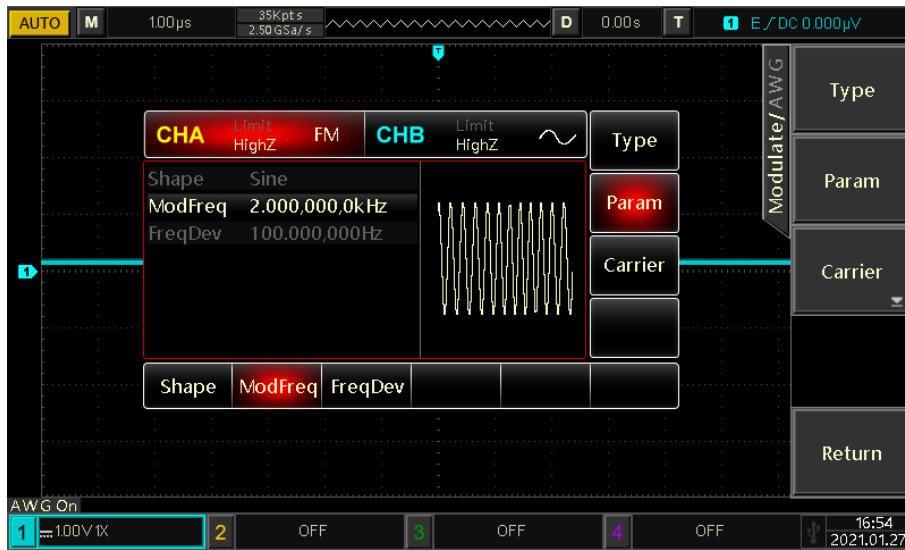 AUTO M 1.00μs 35Kpts 2.50GSa/s D 0.00s T 1 E DC 0.000μV
T
Modulate/AWG
Type
Param
Carrier
Return
CHA Limit HighZ FM CHB Limit HighZ
Type
Param
Carrier
Shape Sine
ModFreq 2.000,000,0kHz
FreqDev 100.000,000Hz
1
Shape ModFreq FreqDev
AWG On
1 1.00V 1X 2 OFF 3 OFF 4 OFF
16:54
2021.01.27